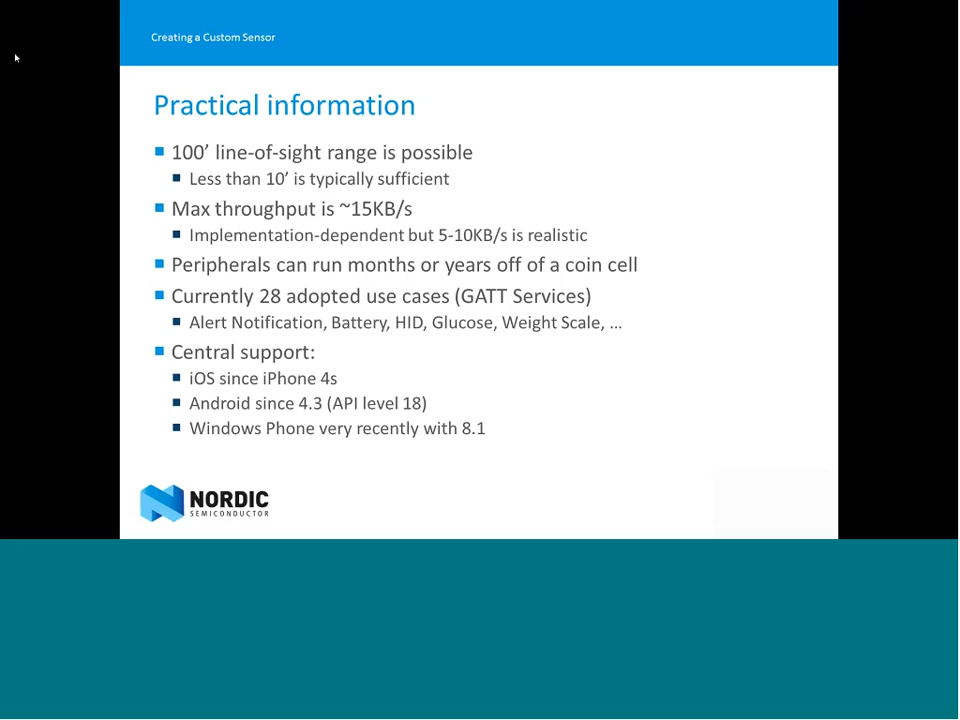 Creating a Custom Sensor
Practical information
100’ line-of-sight range is possible
Less than 10’ is typically sufficient
Max throughput is ~15KB/s
Implementation-dependent but 5-10KB/s is realistic
Peripherals can run months or years off of a coin cell
Currently 28 adopted use cases (GATT Services)
Alert Notification, Battery, HID, Glucose, Weight Scale, ...
Central support:
iOS since iPhone 4s
Android since 4.3 (API level 18)
Windows Phone very recently with 8.1
NORDIC
SEMICONDUCTOR